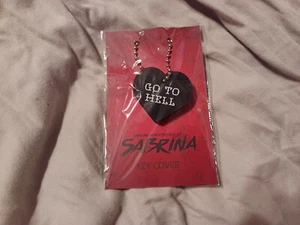 GO TO
HELL
SABRINA
KEY COVER